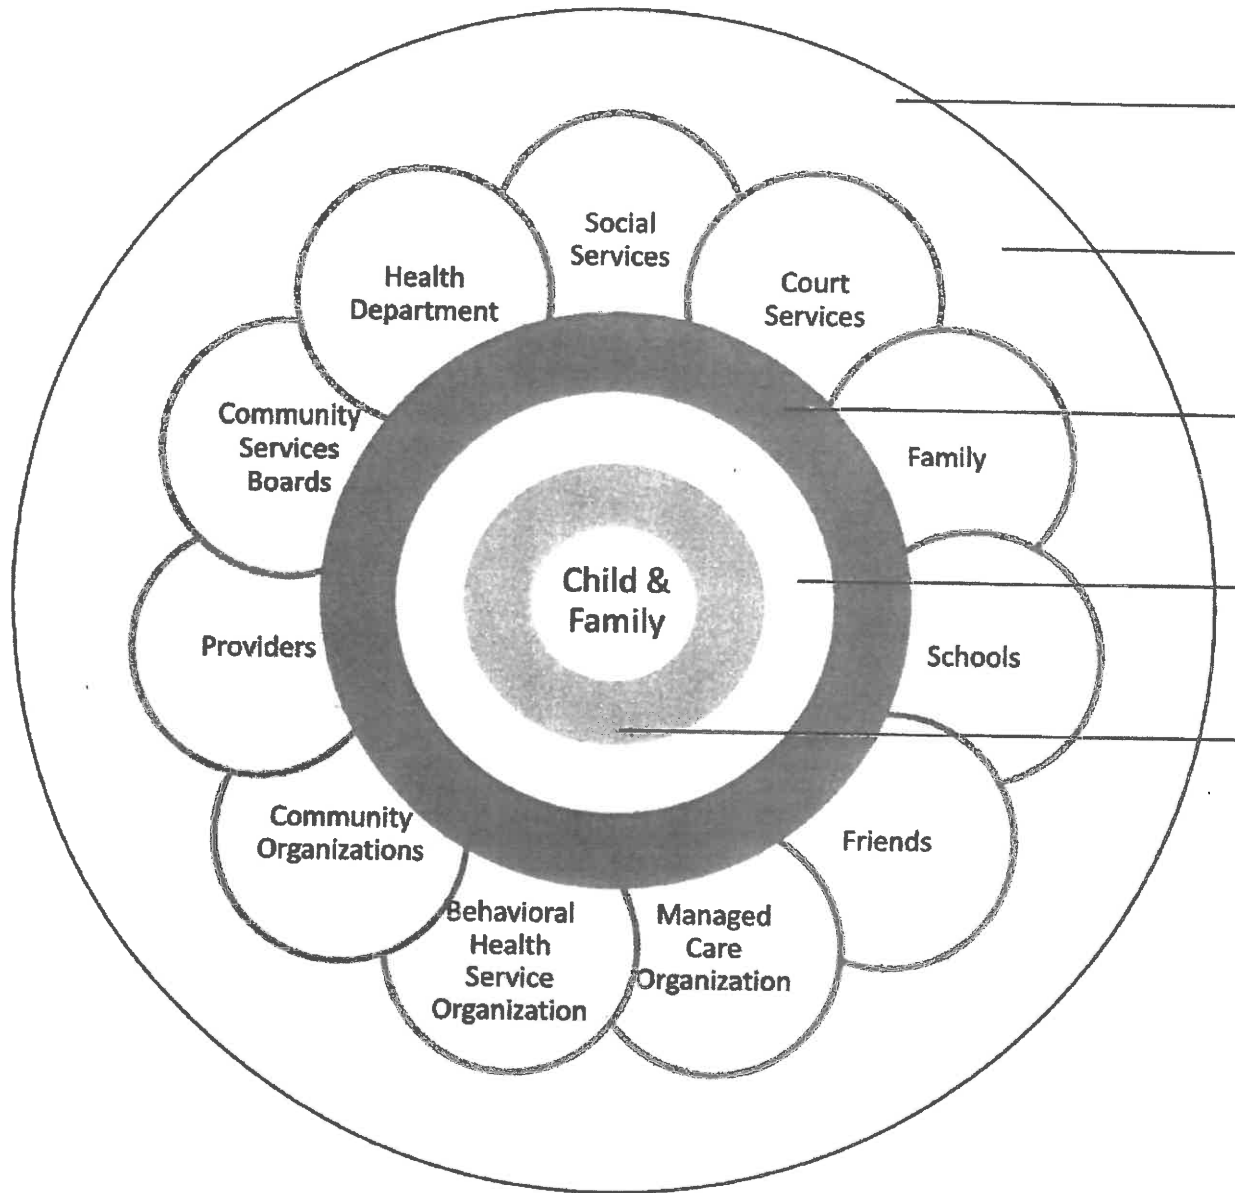 Social
Services
Health
Department
Court
Services
Community
Services
Boards
Family
Child &
Family
Providers
Schools
Community
Organizations
Friends
Behavioral
Health
Service
Organization
Managed
Care
Organization